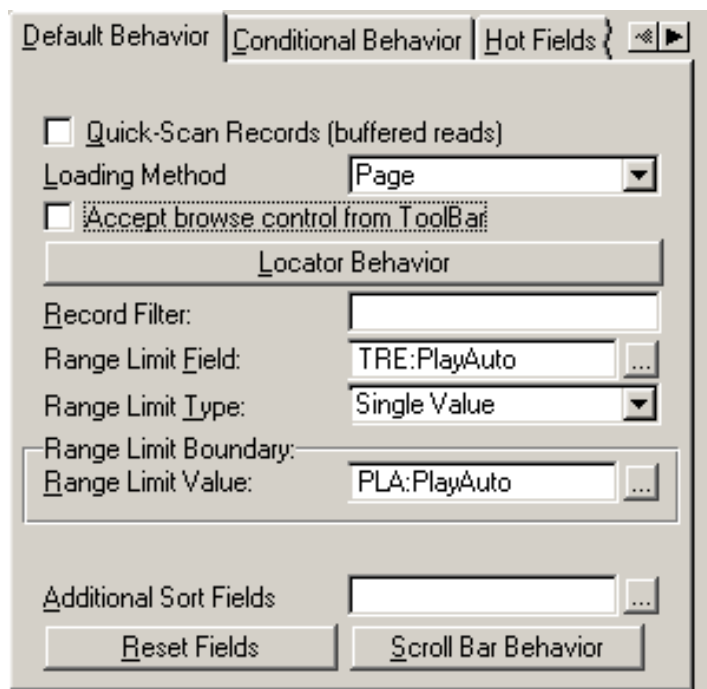 Default Behavior Conditional Behavior Hot Fields
Quick-Scan Records (buffered reads)
Loading Method Page
Accept browse control from ToolBar
Locator Behavior
Record Filter:
Range Limit Field: TRE:PlayAuto ...
Range Limit Type: Single Value
Range Limit Boundary:
Range Limit Value: PLA:PlayAuto ...
Additional Sort Fields ...
Reset Fields Scroll Bar Behavior